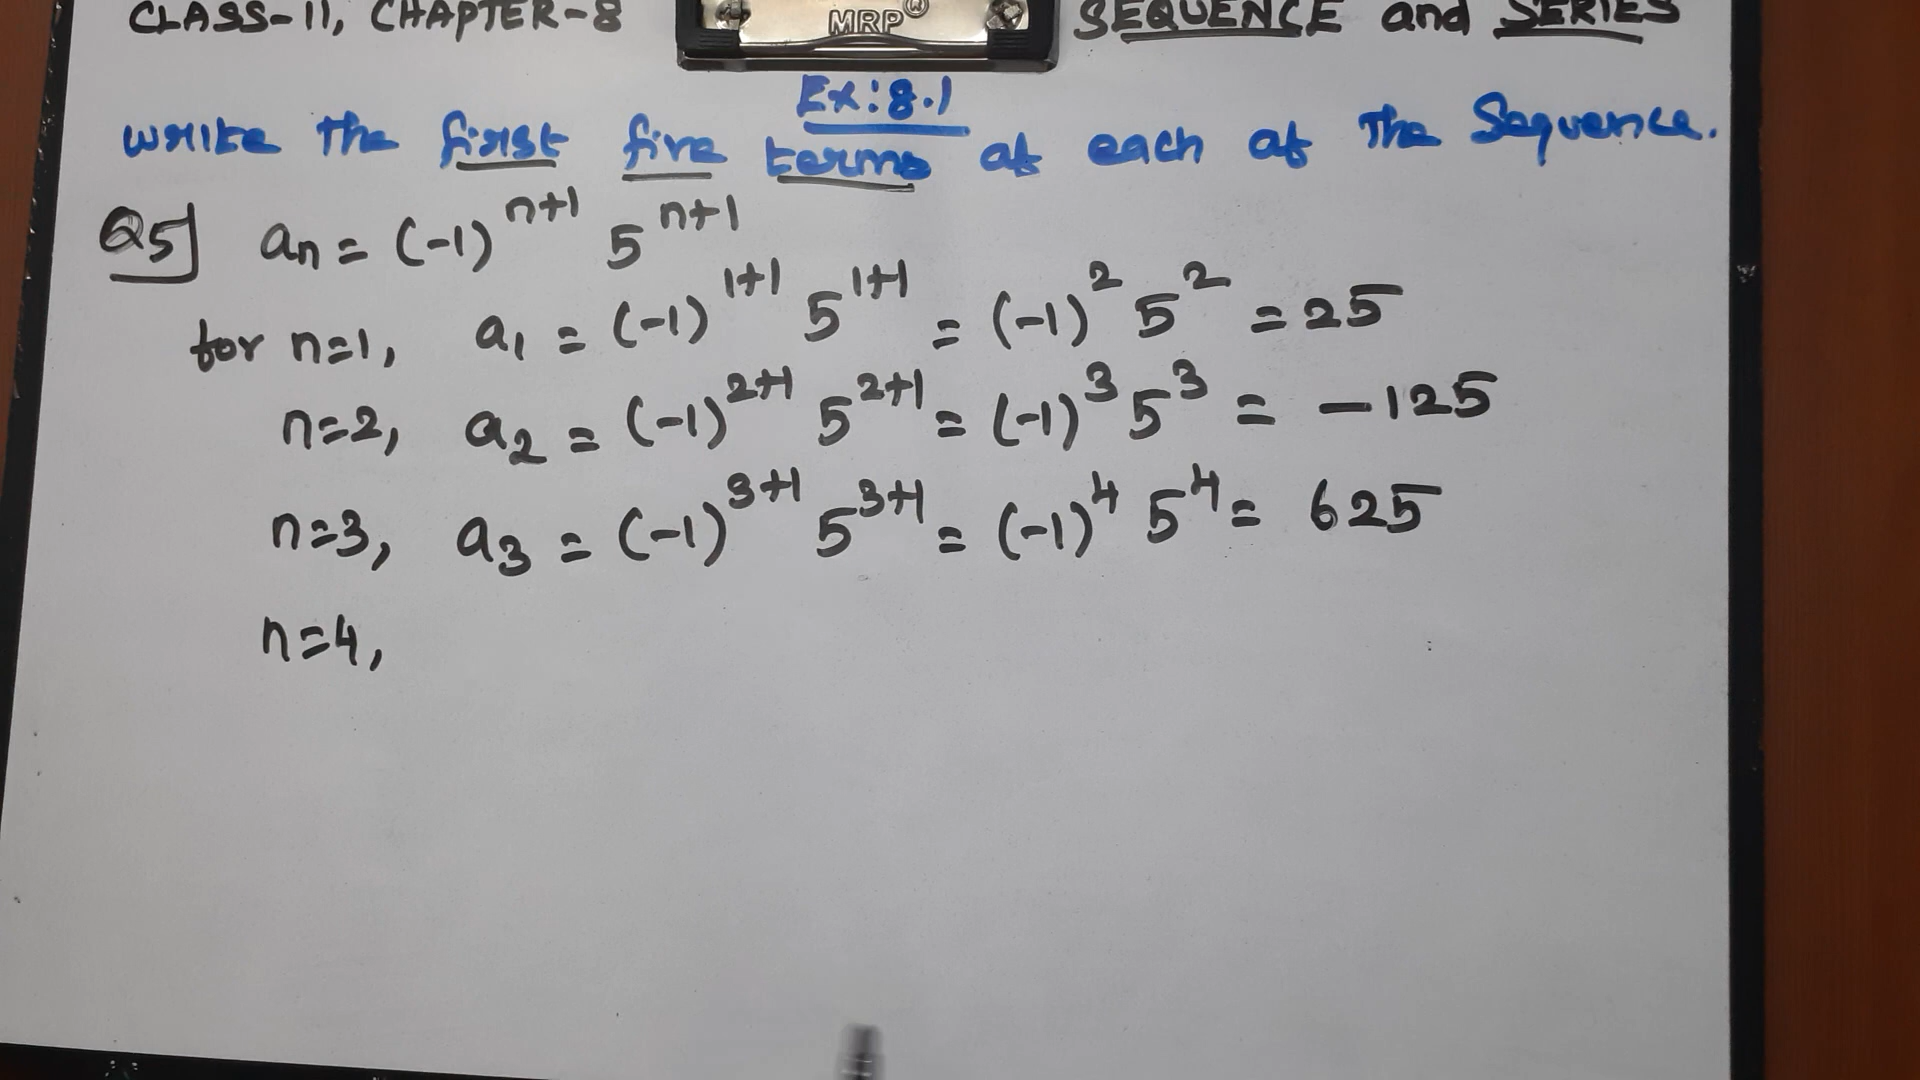 CLASS-11, CHAPTER-8 MRP SEQUENCE and SERIES
Ex:8.1
write the first five terms of each of the Sequence.
Q5] an = (-1)^n+1 5^n+1
for n=1, a1 = (-1)^1+1 5^1+1 = (-1)^2 5^2 = 25
n=2, a2 = (-1)^2+1 5^2+1 = (-1)^3 5^3 = -125
n=3, a3 = (-1)^3+1 5^3+1 = (-1)^4 5^4 = 625
n=4,